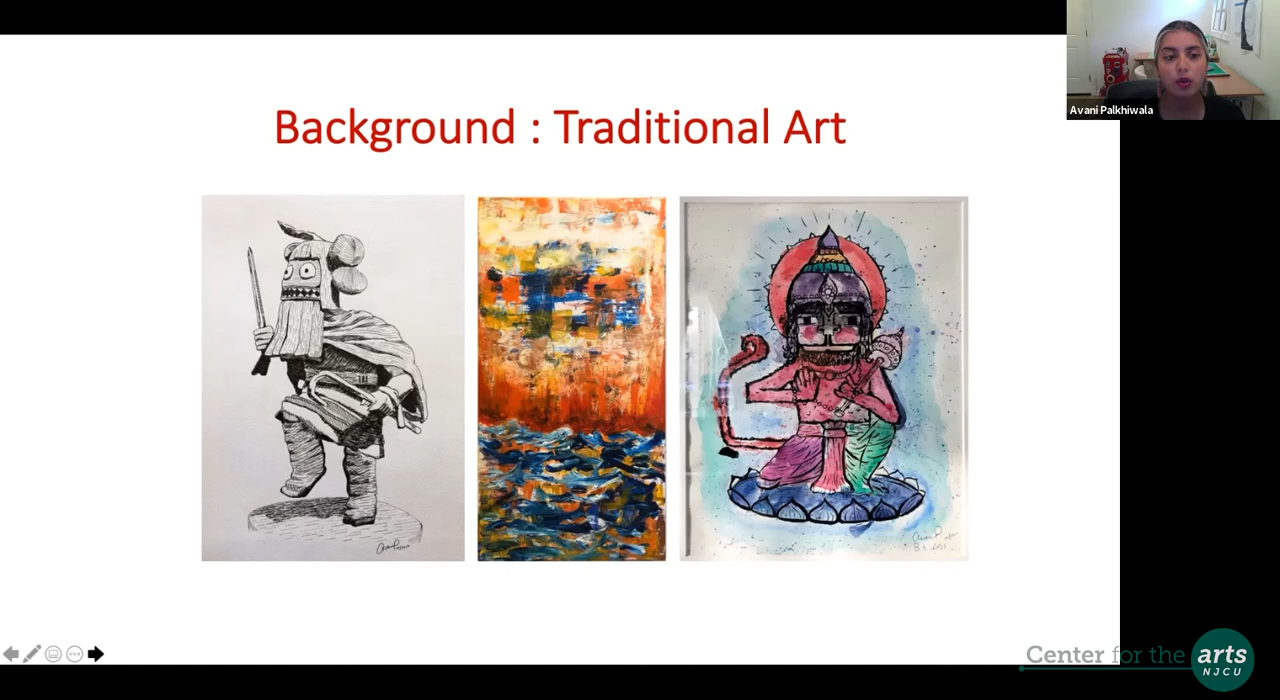 Background : Traditional Art
Avani Palkhiwala
Center for the arts
NJCU